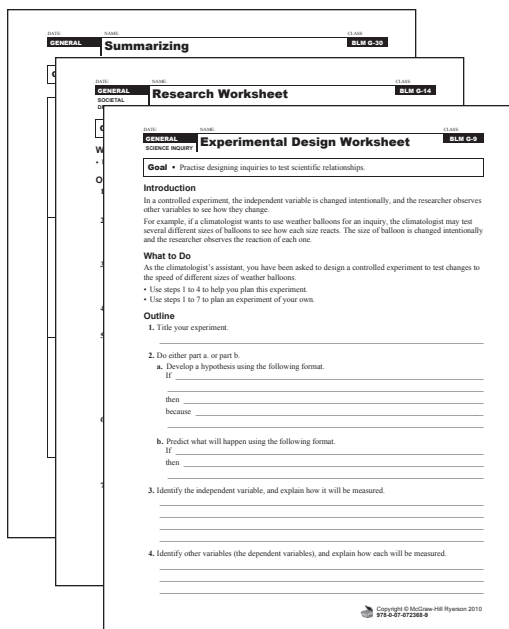 DATE: NAME: CLASS:
GENERAL Summarizing BLM G-30
DATE: NAME: CLASS:
GENERAL Research Worksheet BLM G-14
SOCIETAL
DATE: NAME: CLASS:
GENERAL Experimental Design Worksheet BLM G-9
SCIENCE INQUIRY
Goal • Practise designing inquiries to test scientific relationships.
Introduction
In a controlled experiment, the independent variable is changed intentionally, and the researcher observes
other variables to see how they change.
For example, if a climatologist wants to use weather balloons for an inquiry, the climatologist may test
several different sizes of balloons to see how each size reacts. The size of balloon is changed intentionally
and the researcher observes the reaction of each one.
What to Do
As the climatologist's assistant, you have been asked to design a controlled experiment to test changes to
the speed of different sizes of weather balloons.
• Use steps 1 to 4 to help you plan this experiment.
• Use steps 1 to 7 to plan an experiment of your own.
Outline
1. Title your experiment.
2. Do either part a. or part b.
a. Develop a hypothesis using the following format.
If
then
because
b. Predict what will happen using the following format.
If
then
3. Identify the independent variable, and explain how it will be measured.
4. Identify other variables (the dependent variables), and explain how each will be measured.
Copyright © McGraw-Hill Ryerson 2010
978-0-07-072368-9